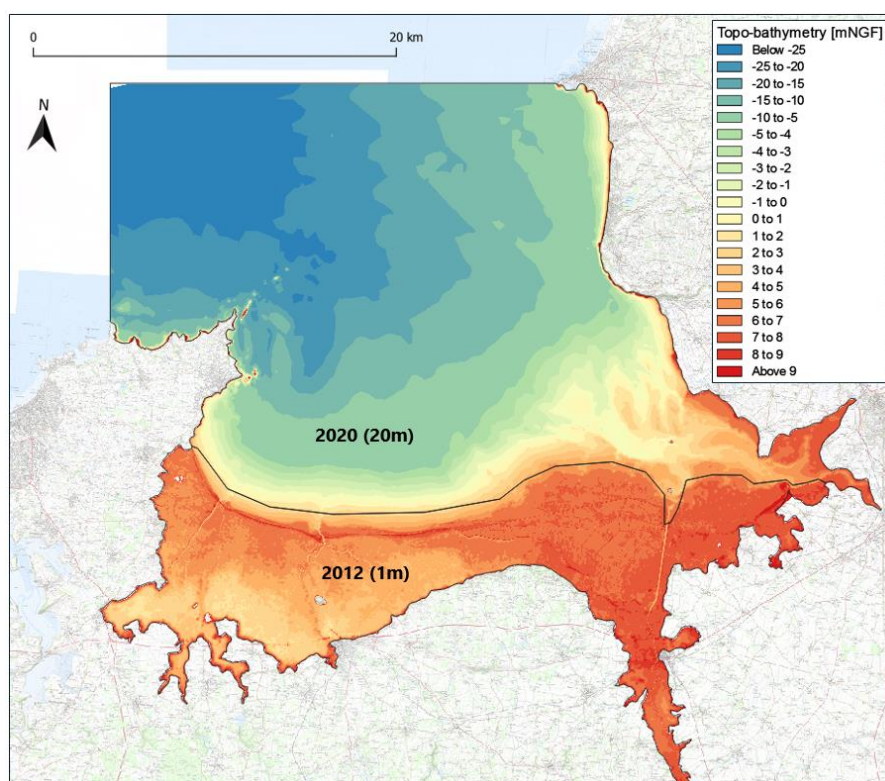 Topo-bathymetry [mNGF]
Below -25
-25 to -20
-20 to -15
-15 to -10
-10 to -5
-5 to -4
-4 to -3
-3 to -2
-2 to -1
-1 to 0
0 to 1
1 to 2
2 to 3
3 to 4
4 to 5
5 to 6
6 to 7
7 to 8
8 to 9
Above 9
0
20 km
N
2020 (20m)
2012 (1m)